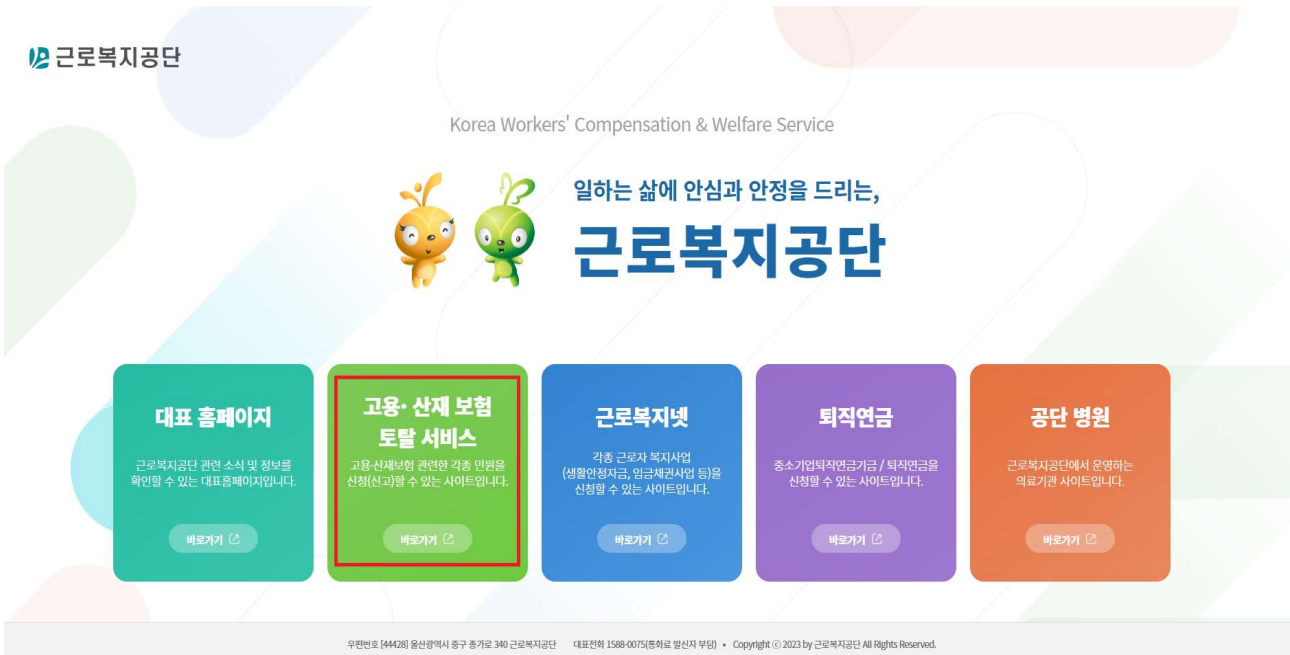 근로복지공단
Korea Workers' Compensation & Welfare Service
일하는 삶에 안심과 안정을 드리는,
근로복지공단
대표 홈페이지
근로복지공단 관련 소식 및 정보를
확인할 수 있는 대표홈페이지입니다.
바로가기
고용· 산재 보험
토탈 서비스
고용·산재보험 관련한 각종 민원을
신청(신고)할 수 있는 사이트입니다.
바로가기
근로복지넷
각종 근로자 복지사업
(생활안정자금, 임금채권사업 등)을
신청할 수 있는 사이트입니다.
바로가기
퇴직연금
중소기업퇴직연금기금 / 퇴직연금을
신청할 수 있는 사이트입니다.
바로가기
공단 병원
근로복지공단에서 운영하는
의료기관 사이트입니다.
바로가기
우편번호 [44428] 울산광역시 중구 종가로 340 근로복지공단 대표전화 1588-0075(통화료 발신자 부담) • Copyright ⓒ 2023 by 근로복지공단 All Rights Reserved.